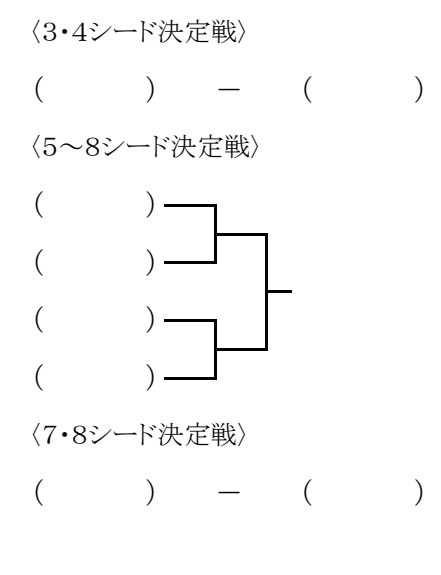 〈3・4シード決定戦〉
(　　　) － (　　　)
〈5～8シード決定戦〉
(　　　)
(　　　)
(　　　)
(　　　)
〈7・8シード決定戦〉
(　　　) － (　　　)